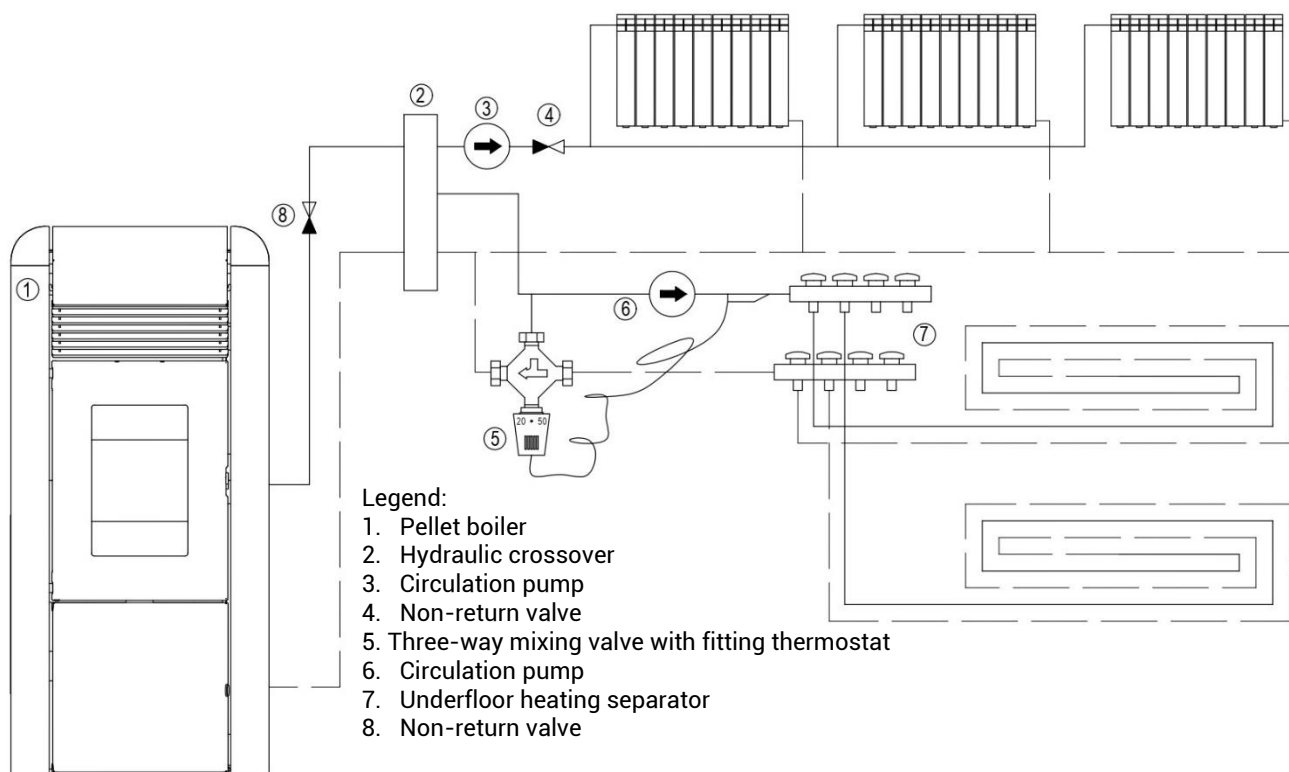 ②
③
④
⑧
①
⑥
⑦
20 • 50
⑤
Legend:
1. Pellet boiler
2. Hydraulic crossover
3. Circulation pump
4. Non-return valve
5. Three-way mixing valve with fitting thermostat
6. Circulation pump
7. Underfloor heating separator
8. Non-return valve